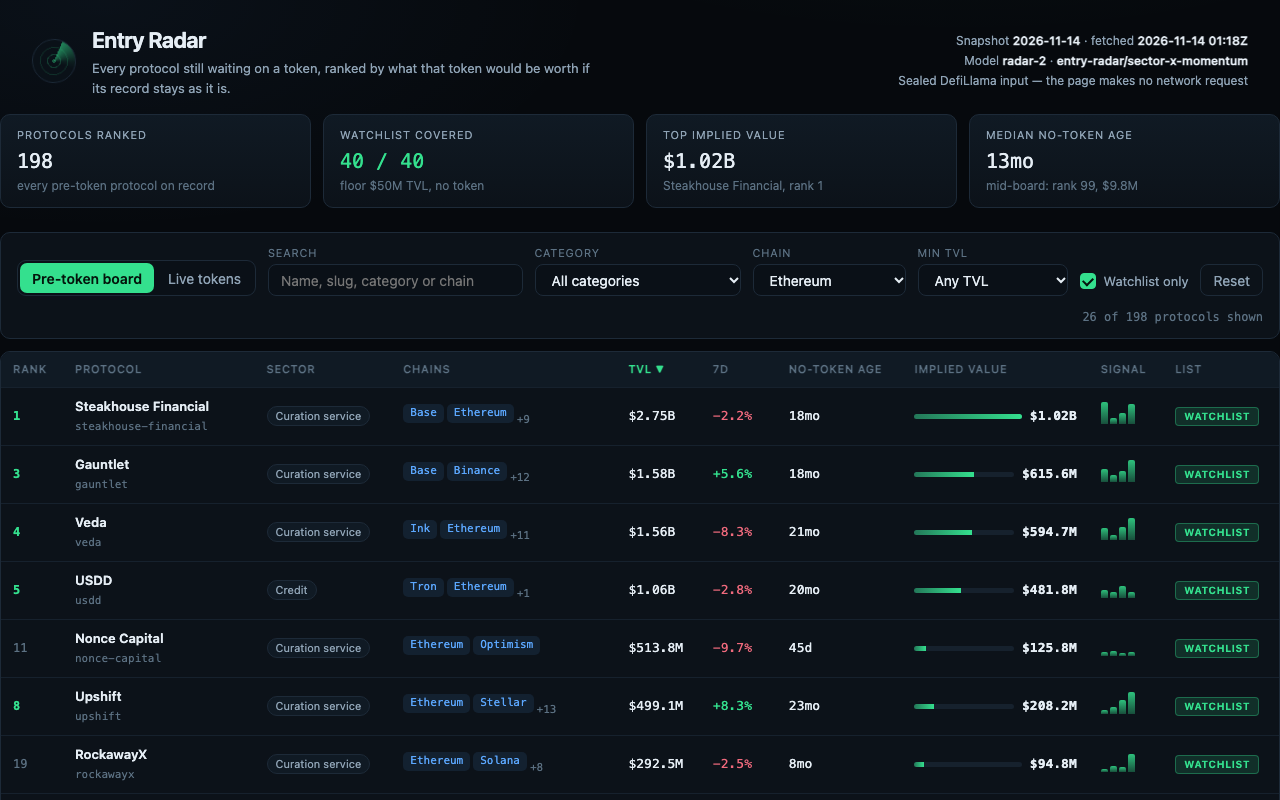 Entry Radar
Every protocol still waiting on a token, ranked by what that token would be worth if
its record stays as it is.
Snapshot 2026-11-14 · fetched 2026-11-14 01:18Z
Model radar-2 · entry-radar/sector-x-momentum
Sealed DefiLlama input — the page makes no network request
PROTOCOLS RANKED
198
every pre-token protocol on record
WATCHLIST COVERED
40 / 40
floor $50M TVL, no token
TOP IMPLIED VALUE
$1.02B
Steakhouse Financial, rank 1
MEDIAN NO-TOKEN AGE
13mo
mid-board: rank 99, $9.8M
Pre-token board
Live tokens
SEARCH
Name, slug, category or chain
CATEGORY
All categories
CHAIN
Ethereum
MIN TVL
Any TVL
Watchlist only
Reset
26 of 198 protocols shown
RANK PROTOCOL SECTOR CHAINS TVL ▼ 7D NO-TOKEN AGE IMPLIED VALUE SIGNAL LIST
1 Steakhouse Financial Curation service Base Ethereum +9 $2.75B −2.2% 18mo $1.02B WATCHLIST
steakhouse-financial
3 Gauntlet Curation service Base Binance +12 $1.58B +5.6% 18mo $615.6M WATCHLIST
gauntlet
4 Veda Curation service Ink Ethereum +11 $1.56B −8.3% 21mo $594.7M WATCHLIST
veda
5 USDD Credit Tron Ethereum +1 $1.06B −2.8% 20mo $481.8M WATCHLIST
usdd
11 Nonce Capital Curation service Ethereum Optimism $513.8M −9.7% 45d $125.8M WATCHLIST
nonce-capital
8 Upshift Curation service Ethereum Stellar +13 $499.1M +8.3% 23mo $208.2M WATCHLIST
upshift
19 RockawayX Curation service Ethereum Solana +8 $292.5M −2.5% 8mo $94.8M WATCHLIST
rockawayx